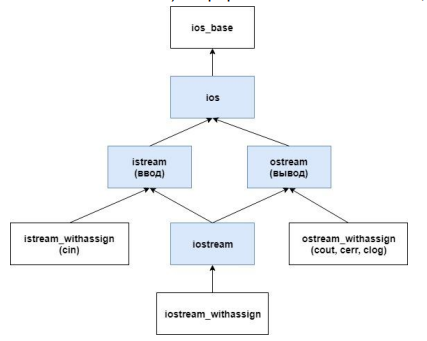 ios_base
ios
istream
(ввод)
ostream
(вывод)
istream_withassign
(cin)
iostream
ostream_withassign
(cout, cerr, clog)
iostream_withassign